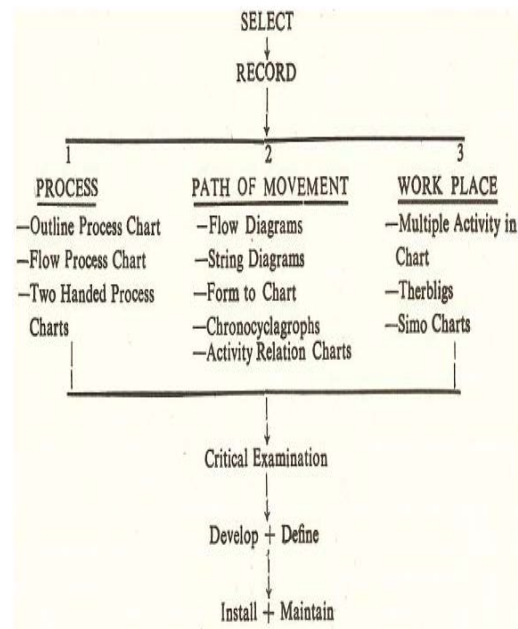 SELECT
RECORD
1
PROCESS
—Outline Process Chart
—Flow Process Chart
—Two Handed Process
Charts
2
PATH OF MOVEMENT
—Flow Diagrams
—String Diagrams
—Form to Chart
—Chronocyclagrophs
—Activity Relation Charts
3
WORK PLACE
—Multiple Activity in
Chart
—Therbligs
—Simo Charts
Critical Examination
Develop + Define
Install + Maintain